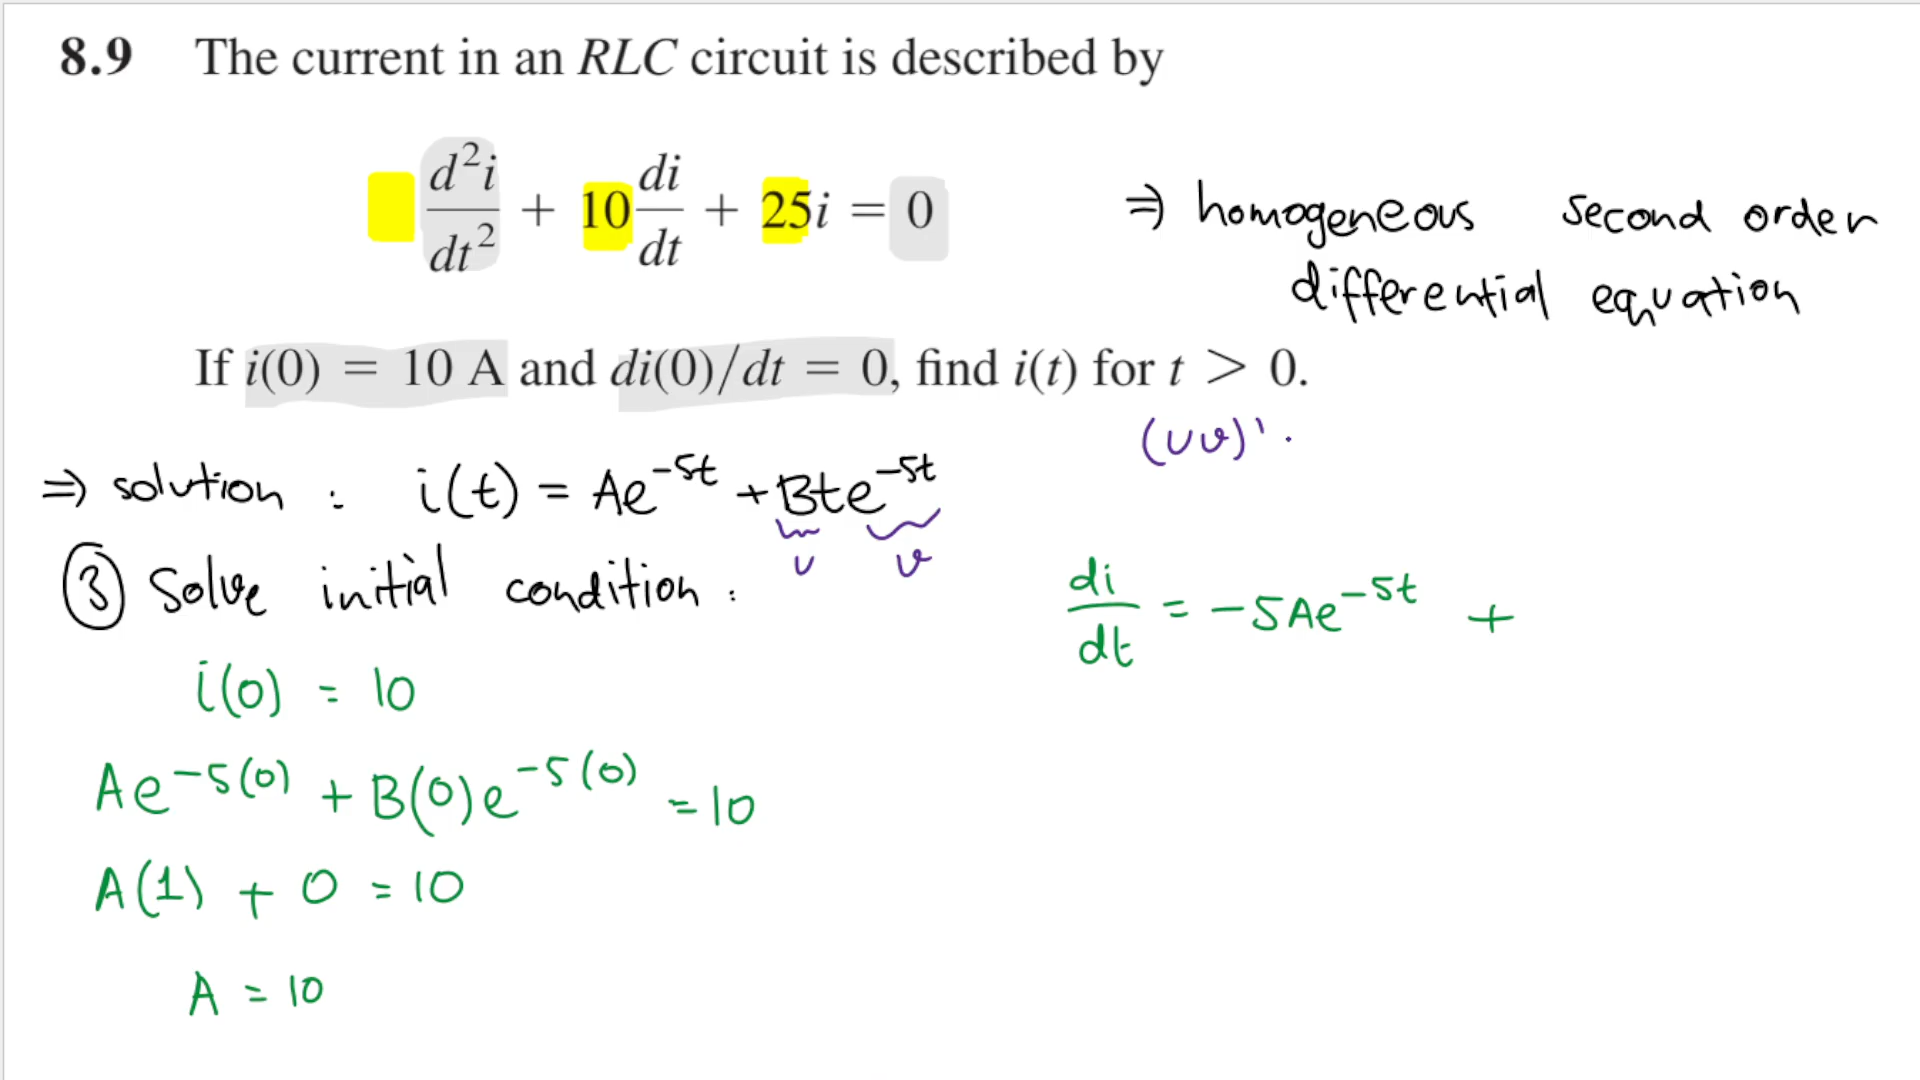 8.9 The current in an RLC circuit is described by
d²i/dt² + 10 di/dt + 25i = 0
⇒ homogeneous second order
differential equation
If i(0) = 10 A and di(0)/dt = 0, find i(t) for t > 0.
(uv)' .
⇒ solution : i(t) = Ae^-5t + Bte^-5t
u v
③ Solve initial condition :
di/dt = -5Ae^-5t +
i(0) = 10
Ae^-5(0) + B(0)e^-5(0) = 10
A(1) + 0 = 10
A = 10